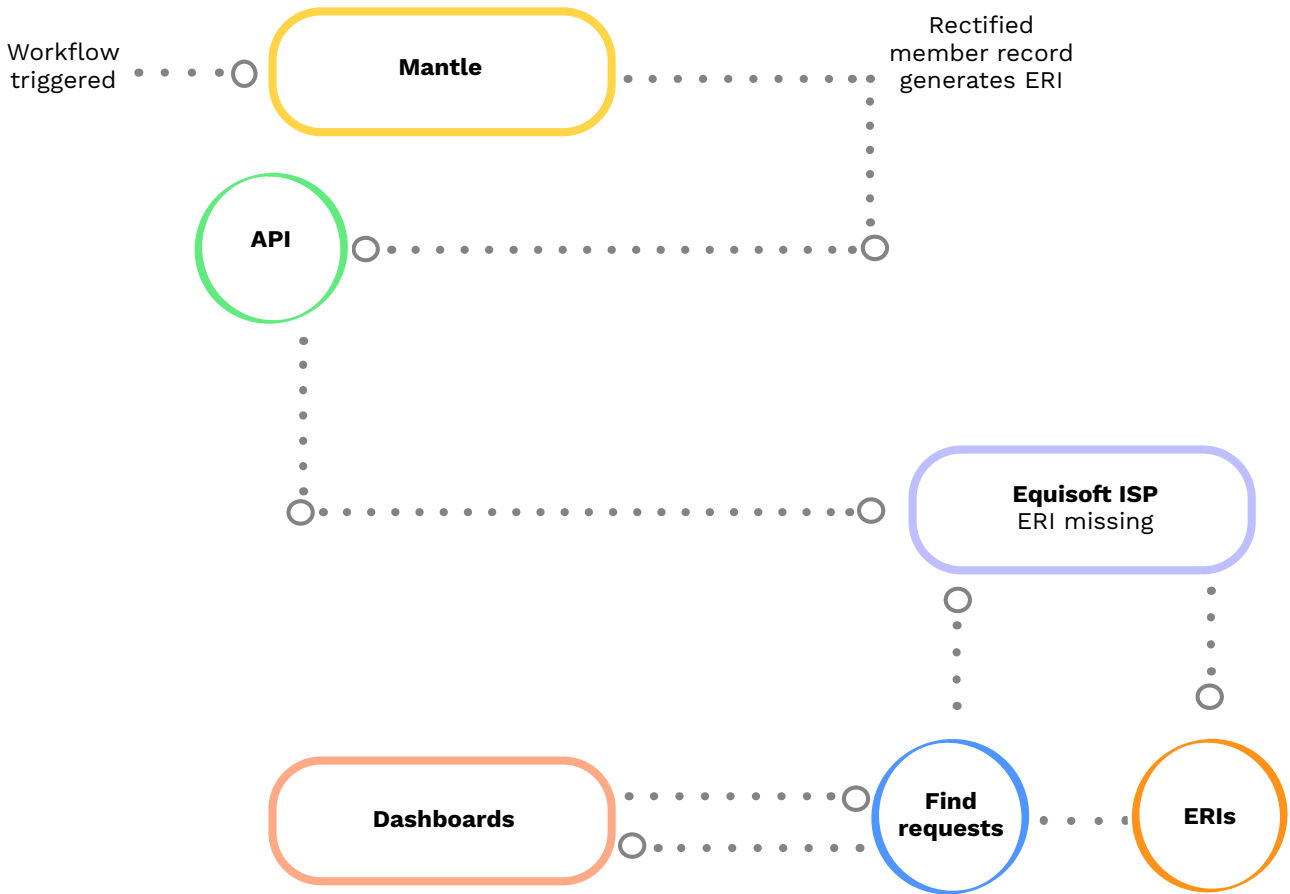 Workflow
triggered
Mantle
Rectified
member record
generates ERI
API
Equisoft ISP
ERI missing
Dashboards
Find
requests
ERIs